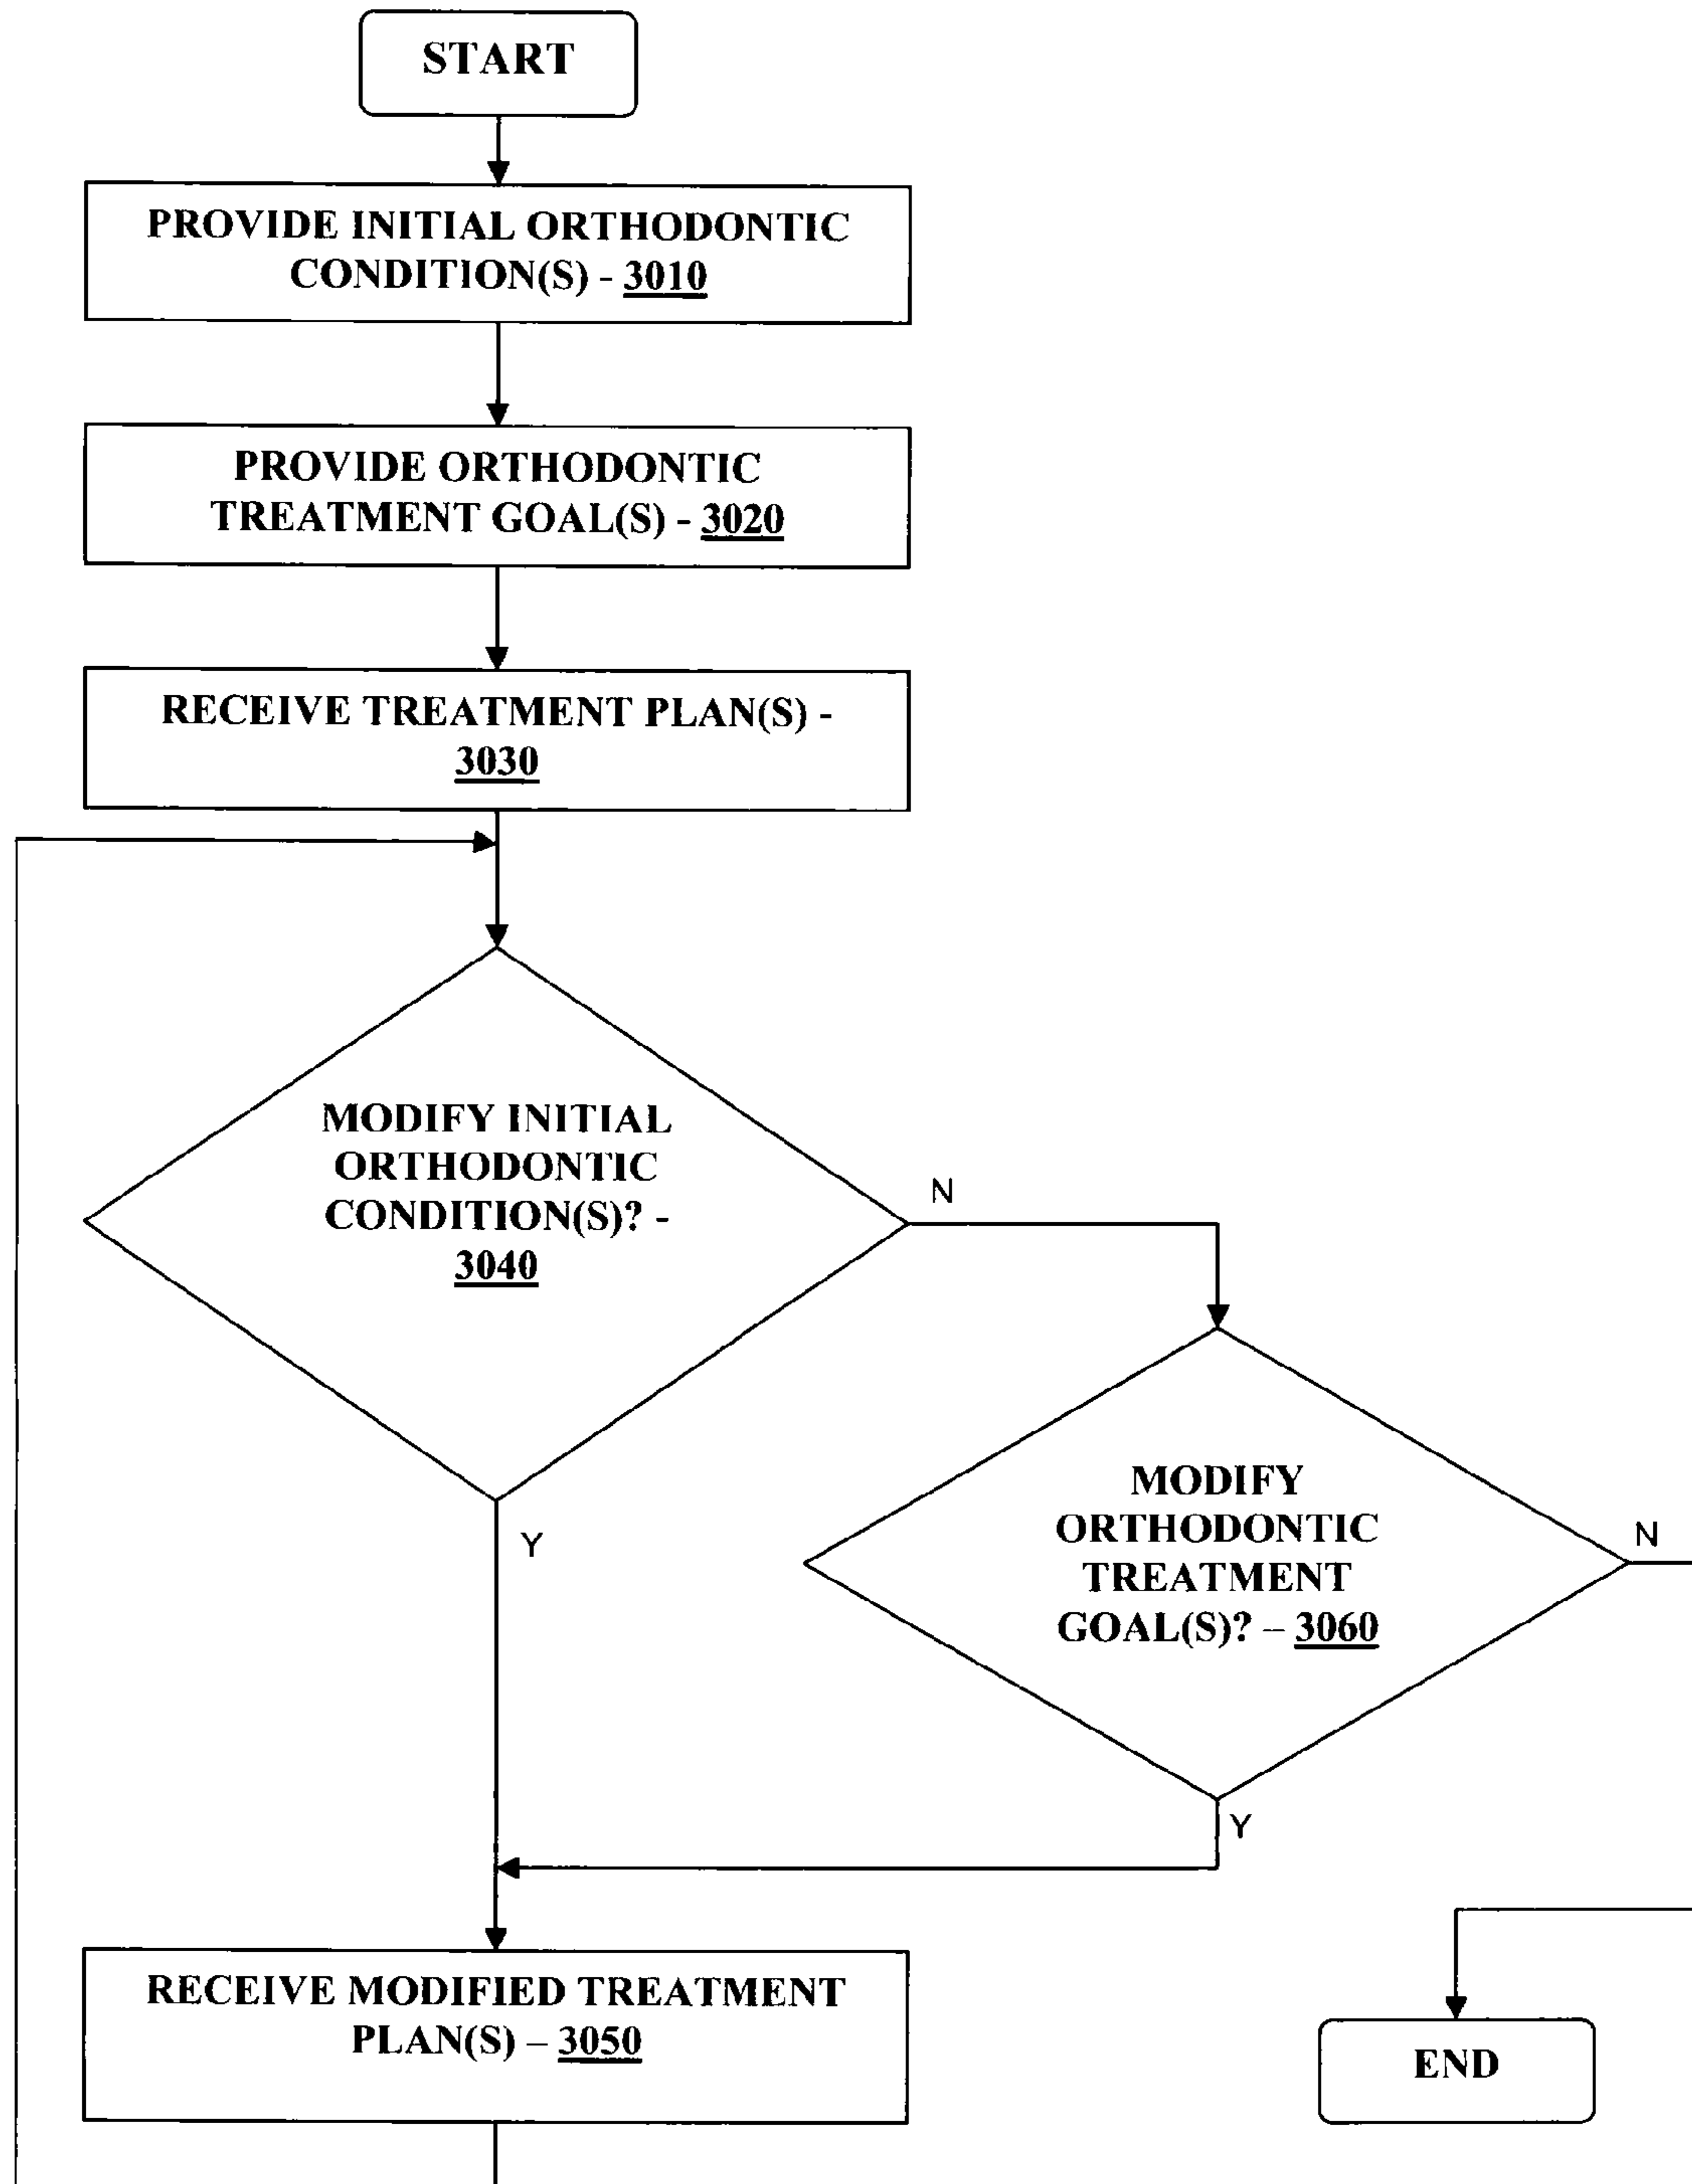 START
PROVIDE INITIAL ORTHODONTIC
CONDITION(S) - 3010
PROVIDE ORTHODONTIC
TREATMENT GOAL(S) - 3020
RECEIVE TREATMENT PLAN(S) -
3030
MODIFY INITIAL
ORTHODONTIC
CONDITION(S)? -
3040
N
Y
MODIFY
ORTHODONTIC
TREATMENT
GOAL(S)? – 3060
N
Y
RECEIVE MODIFIED TREATMENT
PLAN(S) – 3050
END